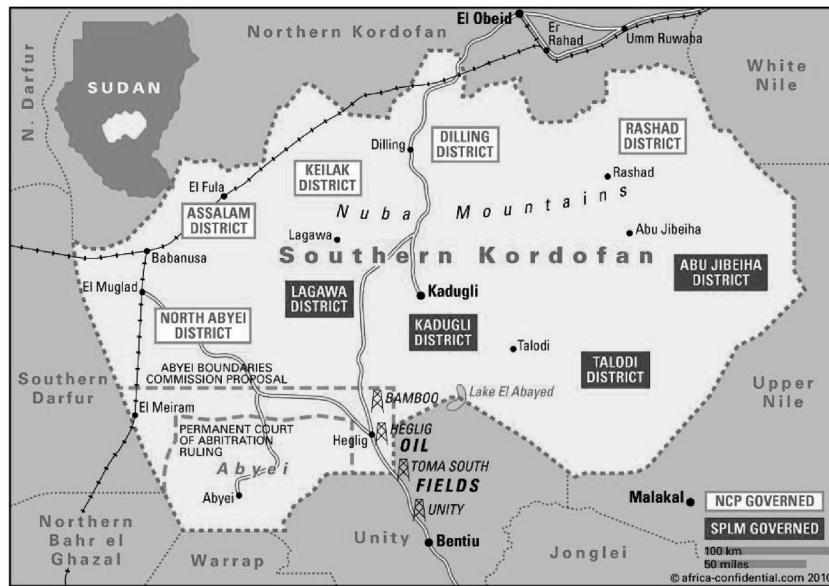 Northern Kordofan
El Obeid
Er
Rahad
Umm Ruwaba
White
Nile
N. Darfur
SUDAN
Dilling
DILLING
DISTRICT
RASHAD
DISTRICT
KEILAK
DISTRICT
Rashad
El Fula
ASSALAM
DISTRICT
Nuba Mountains
Lagawa
Abu Jibeiha
Southern Kordofan
Babanusa
ABU JIBEIHA
DISTRICT
El Muglad
LAGAWA
DISTRICT
Kadugli
NORTH ABYEI
DISTRICT
KADUGLI
DISTRICT
Talodi
TALODI
DISTRICT
ABYEI BOUNDARIES
COMMISSION PROPOSAL
Southern
Darfur
Lake El Abayed
Upper
Nile
BAMBOO
El Meiram
PERMANENT COURT
OF ABRITRATION
RULING
Heglig
HEGLIG
OIL
Abyei
TOMA SOUTH
FIELDS
Abyei
UNITY
Malakal
NCP GOVERNED
SPLM GOVERNED
Northern
Bahr el
Ghazal
Unity
Bentiu
Warrap
Jonglei
100 km
50 miles
© africa-confidential.com 2010